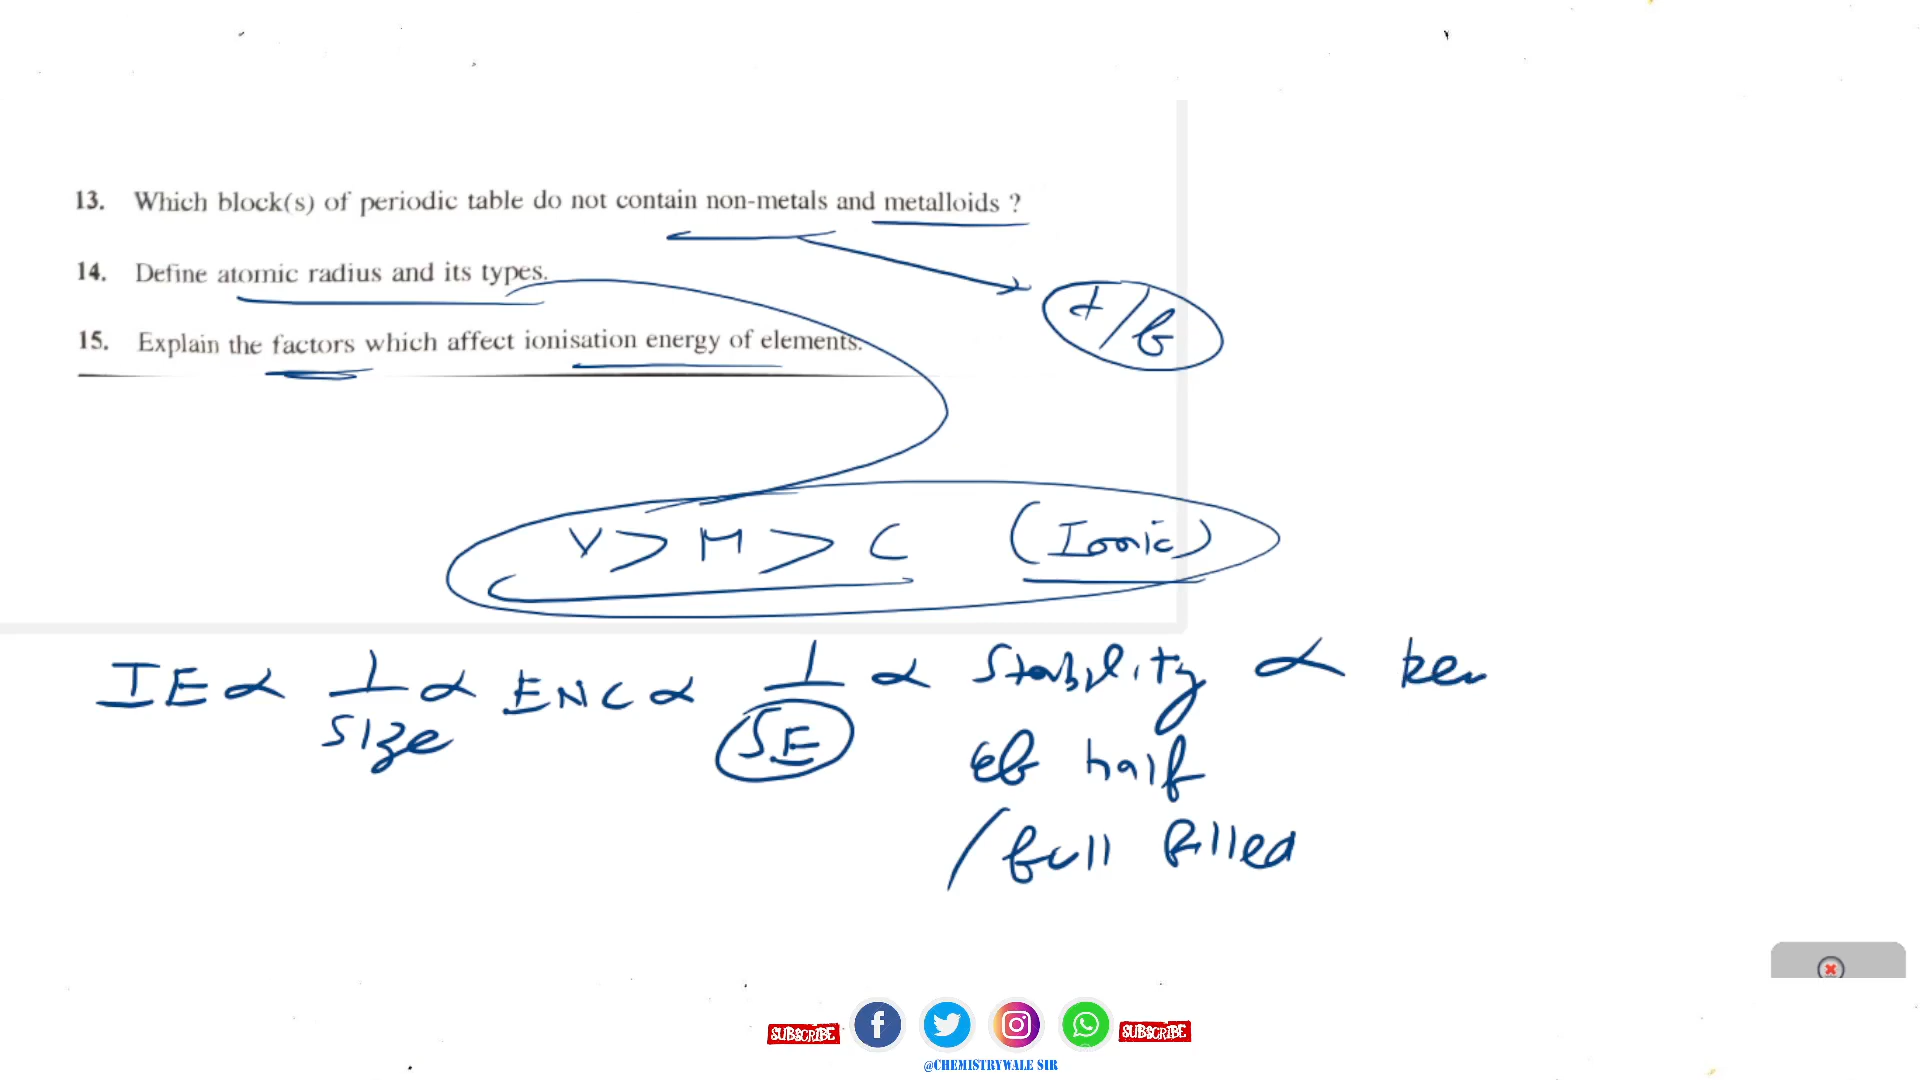 13. Which block(s) of periodic table do not contain non-metals and metalloids ?
14. Define atomic radius and its types.
d/f
15. Explain the factors which affect ionisation energy of elements.
V > M > C (Ionic)
IE ∝ 1/size ∝ ENC ∝ 1/SE ∝ Stability ∝
of half
/full filled
SUBSCRIBE SUBSCRIBE
@CHEMISTRYWALE SIR